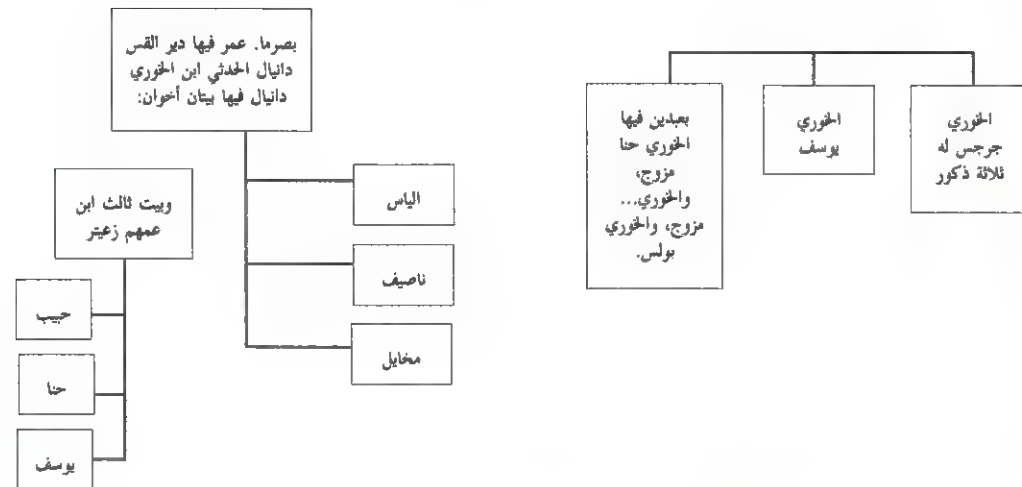 الخوري
جرجس له
ثلاثة ذكور
الخوري
يوسف
بعبدين فيها
الخوري حنا
مزوج،
والخوري...
مزوج، والخوري
بولس.
بصرما. عمر فيها دير القس
دانيال الحدثي ابن الخوري
دانيال فيها بيتان أخوان:
الياس
ناصيف
مخايل
وبيت ثالث ابن
عمهم زعيتر
حبيب
حنا
يوسف